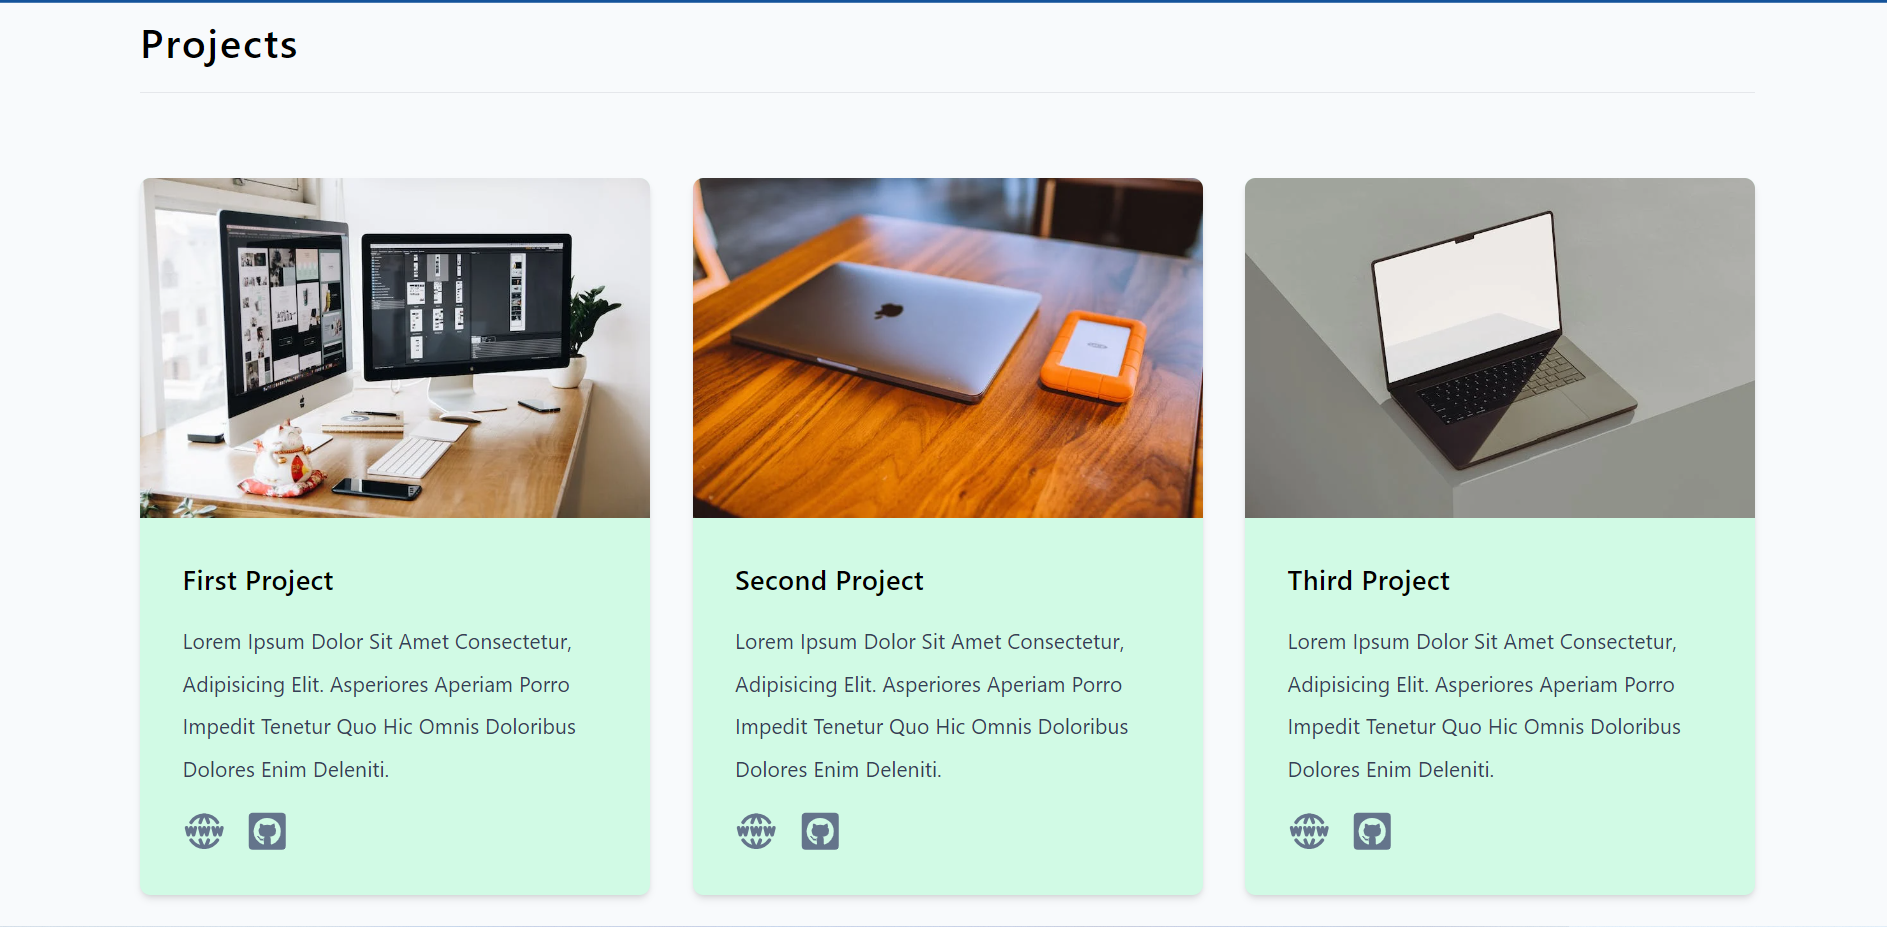 Projects
First Project
Lorem Ipsum Dolor Sit Amet Consectetur,
Adipisicing Elit. Asperiores Aperiam Porro
Impedit Tenetur Quo Hic Omnis Doloribus
Dolores Enim Deleniti.
WWW
Second Project
Lorem Ipsum Dolor Sit Amet Consectetur,
Adipisicing Elit. Asperiores Aperiam Porro
Impedit Tenetur Quo Hic Omnis Doloribus
Dolores Enim Deleniti.
WWW
Third Project
Lorem Ipsum Dolor Sit Amet Consectetur,
Adipisicing Elit. Asperiores Aperiam Porro
Impedit Tenetur Quo Hic Omnis Doloribus
Dolores Enim Deleniti.
WWW